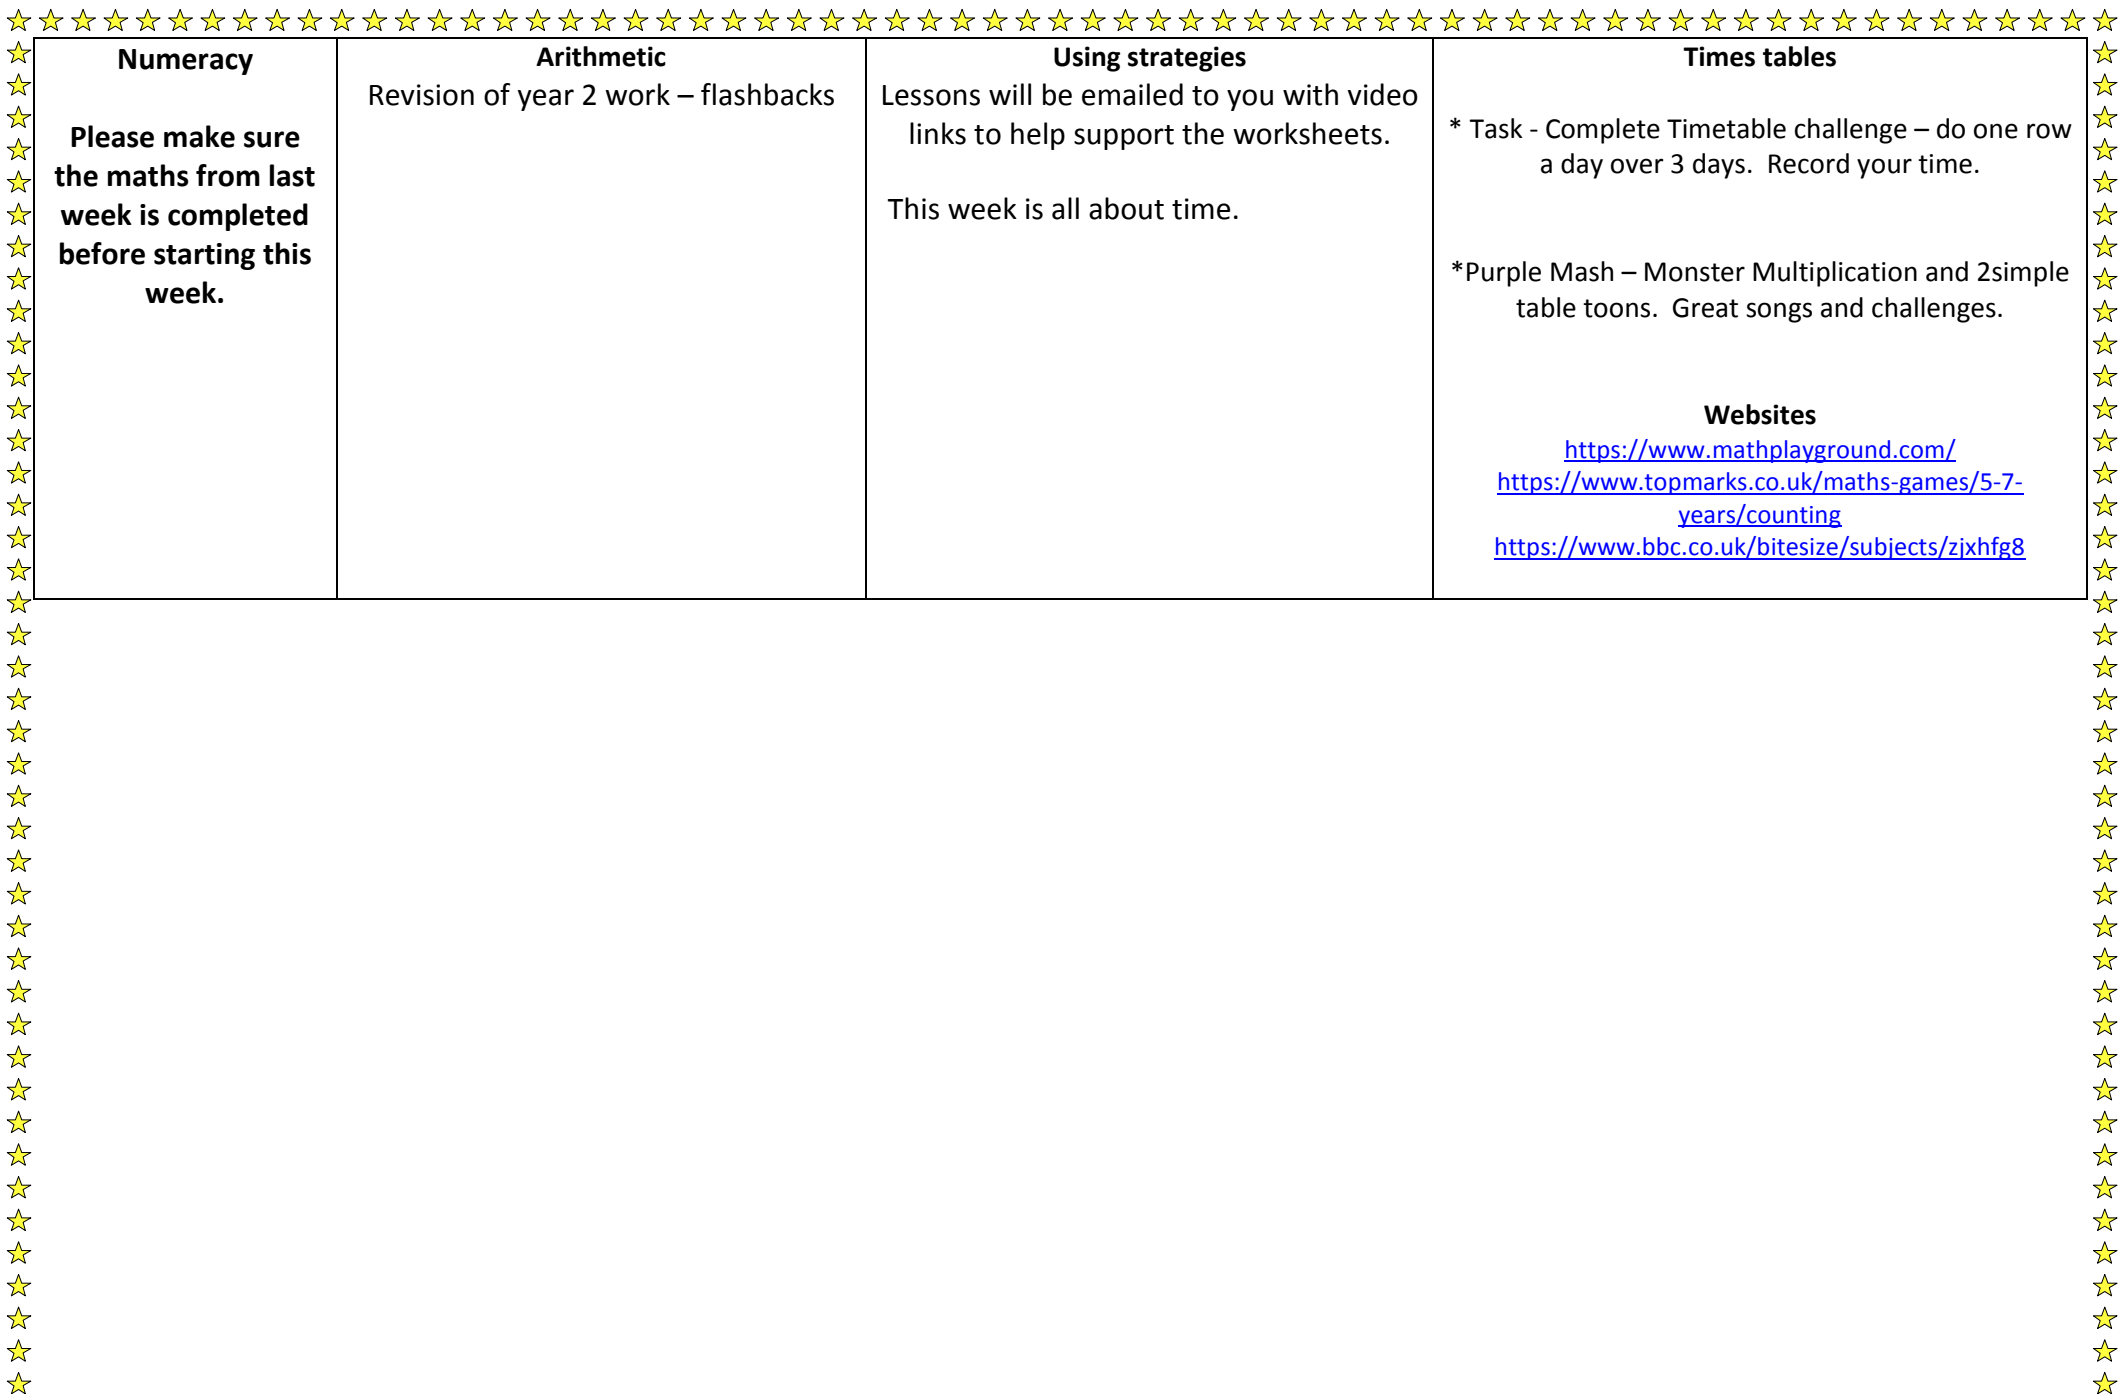 Numeracy
Please make sure
the maths from last
week is completed
before starting this
week.
Arithmetic
Revision of year 2 work – flashbacks
Using strategies
Lessons will be emailed to you with video
links to help support the worksheets.
This week is all about time.
Times tables
* Task - Complete Timetable challenge – do one row
a day over 3 days.  Record your time.
*Purple Mash – Monster Multiplication and 2simple
table toons.  Great songs and challenges.
Websites
https://www.mathplayground.com/
https://www.topmarks.co.uk/maths-games/5-7-
years/counting
https://www.bbc.co.uk/bitesize/subjects/zjxhfg8